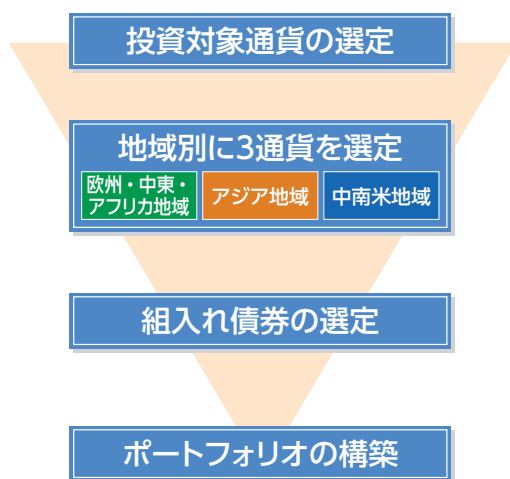 投資対象通貨の選定
地域別に3通貨を選定
欧州・中東・
アフリカ地域
アジア地域
中南米地域
組入れ債券の選定
ポートフォリオの構築